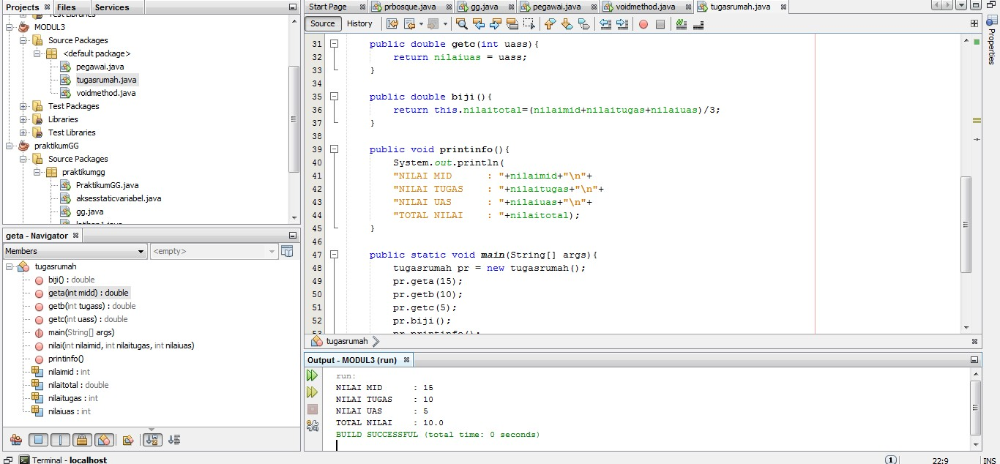 Projects Files Services
Test Libraries
MODUL3
Source Packages
<default package>
pegawai.java
tugasrumah.java
voidmethod.java
Test Packages
Libraries
Test Libraries
praktikumGG
Source Packages
praktikumgg
PraktikumGG.java
aksesstaticvariabel.java
gg.java
latihan1.java
geta - Navigator
Members <empty>
tugasrumah
biji() : double
geta(int midd) : double
getb(int tugass) : double
getc(int uass) : double
main(String[] args)
nilai(int nilaimid, int nilaitugas, int nilaiuas)
printinfo()
nilaimid : int
nilaitotal : double
nilaitugas : int
nilaiuas : int
Start Page prbosque.java gg.java pegawai.java voidmethod.java tugasrumah.java
Source History
31 public double getc(int uass){
32 return nilaiuas = uass;
33 }
34
35 public double biji(){
36 return this.nilaitotal=(nilaimid+nilaitugas+nilaiuas)/3;
37 }
38
39 public void printinfo(){
40 System.out.println(
41 "NILAI MID : "+nilaimid+"\n"+
42 "NILAI TUGAS : "+nilaitugas+"\n"+
43 "NILAI UAS : "+nilaiuas+"\n"+
44 "TOTAL NILAI : "+nilaitotal);
45 }
46
47 public static void main(String[] args){
48 tugasrumah pr = new tugasrumah();
49 pr.geta(15);
50 pr.getb(10);
51 pr.getc(5);
52 pr.biji();
53 pr.printinfo();
tugasrumah
Output - MODUL3 (run)
run:
NILAI MID : 15
NILAI TUGAS : 10
NILAI UAS : 5
TOTAL NILAI : 10.0
BUILD SUCCESSFUL (total time: 0 seconds)
Properties
Terminal - localhost
1 22:9 INS